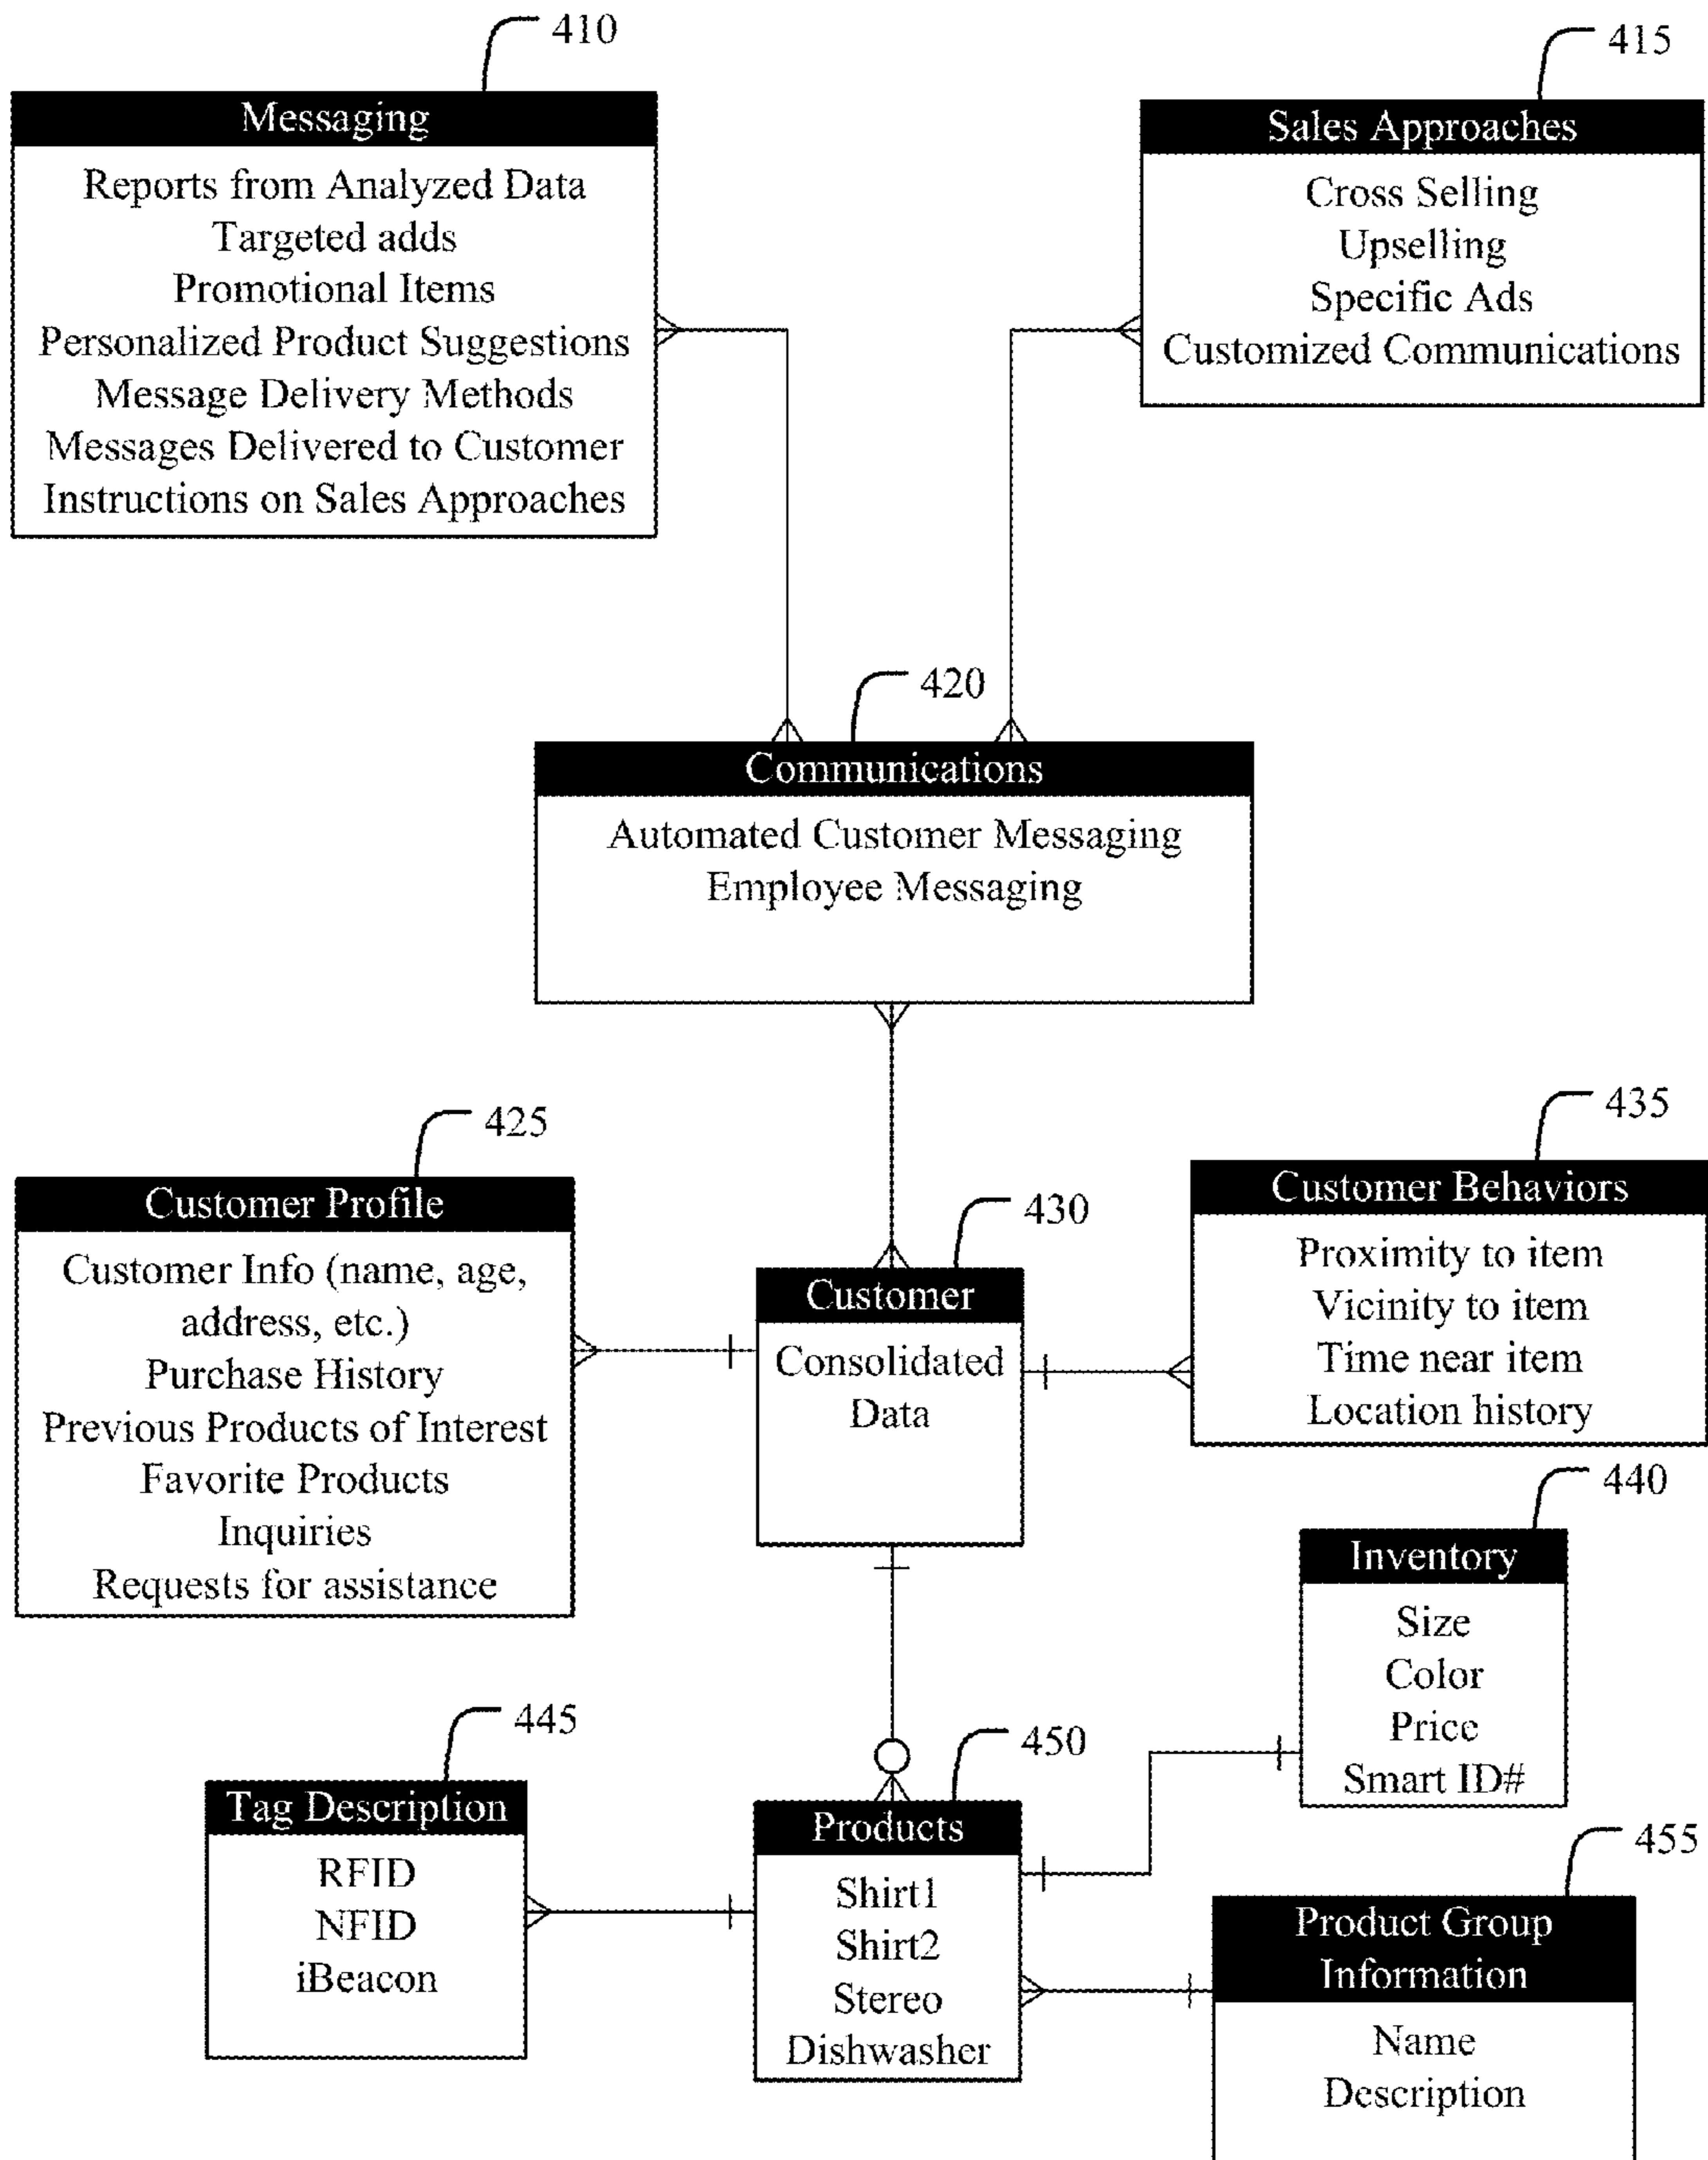 410
Messaging
Reports from Analyzed Data
Targeted adds
Promotional Items
Personalized Product Suggestions
Message Delivery Methods
Messages Delivered to Customer
Instructions on Sales Approaches
415
Sales Approaches
Cross Selling
Upselling
Specific Ads
Customized Communications
420
Communications
Automated Customer Messaging
Employee Messaging
425
Customer Profile
Customer Info (name, age,
address, etc.)
Purchase History
Previous Products of Interest
Favorite Products
Inquiries
Requests for assistance
430
Customer
Consolidated
Data
435
Customer Behaviors
Proximity to item
Vicinity to item
Time near item
Location history
440
Inventory
Size
Color
Price
Smart ID#
445
Tag Description
RFID
NFID
iBeacon
450
Products
Shirt1
Shirt2
Stereo
Dishwasher
455
Product Group
Information
Name
Description